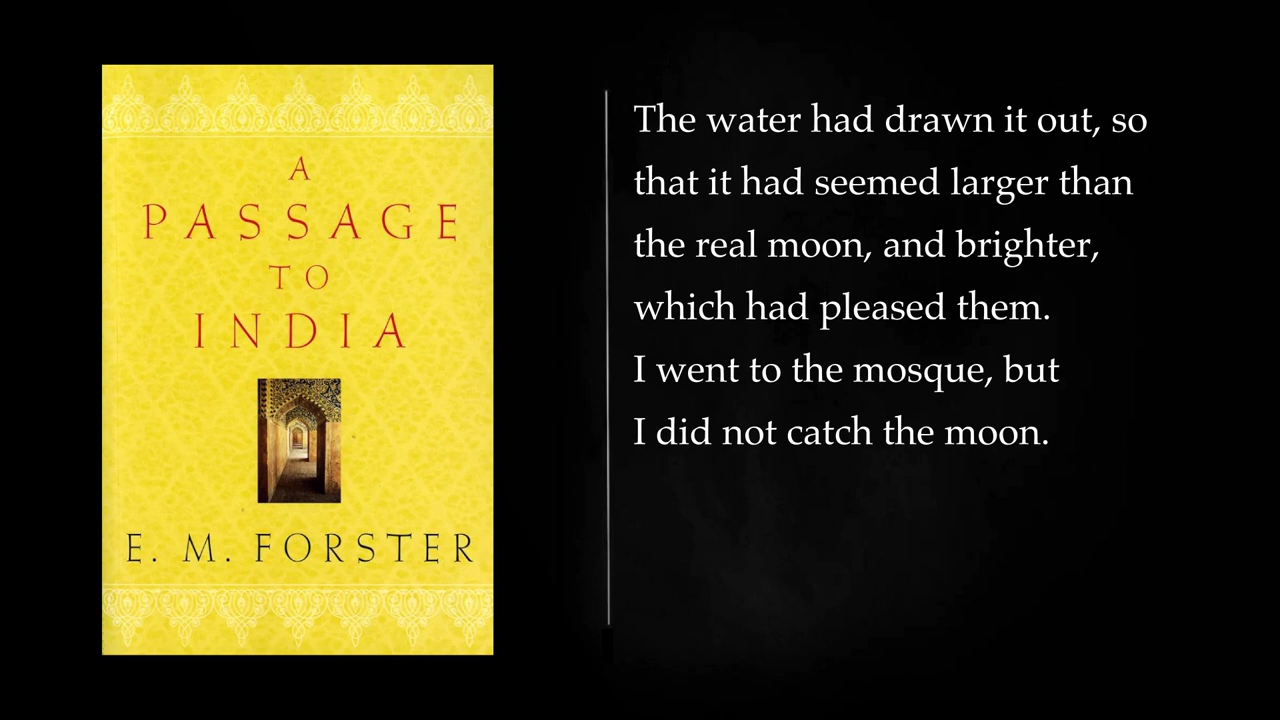 A
PASSAGE
TO
INDIA
E. M. FORSTER
The water had drawn it out, so
that it had seemed larger than
the real moon, and brighter,
which had pleased them.
I went to the mosque, but
I did not catch the moon.